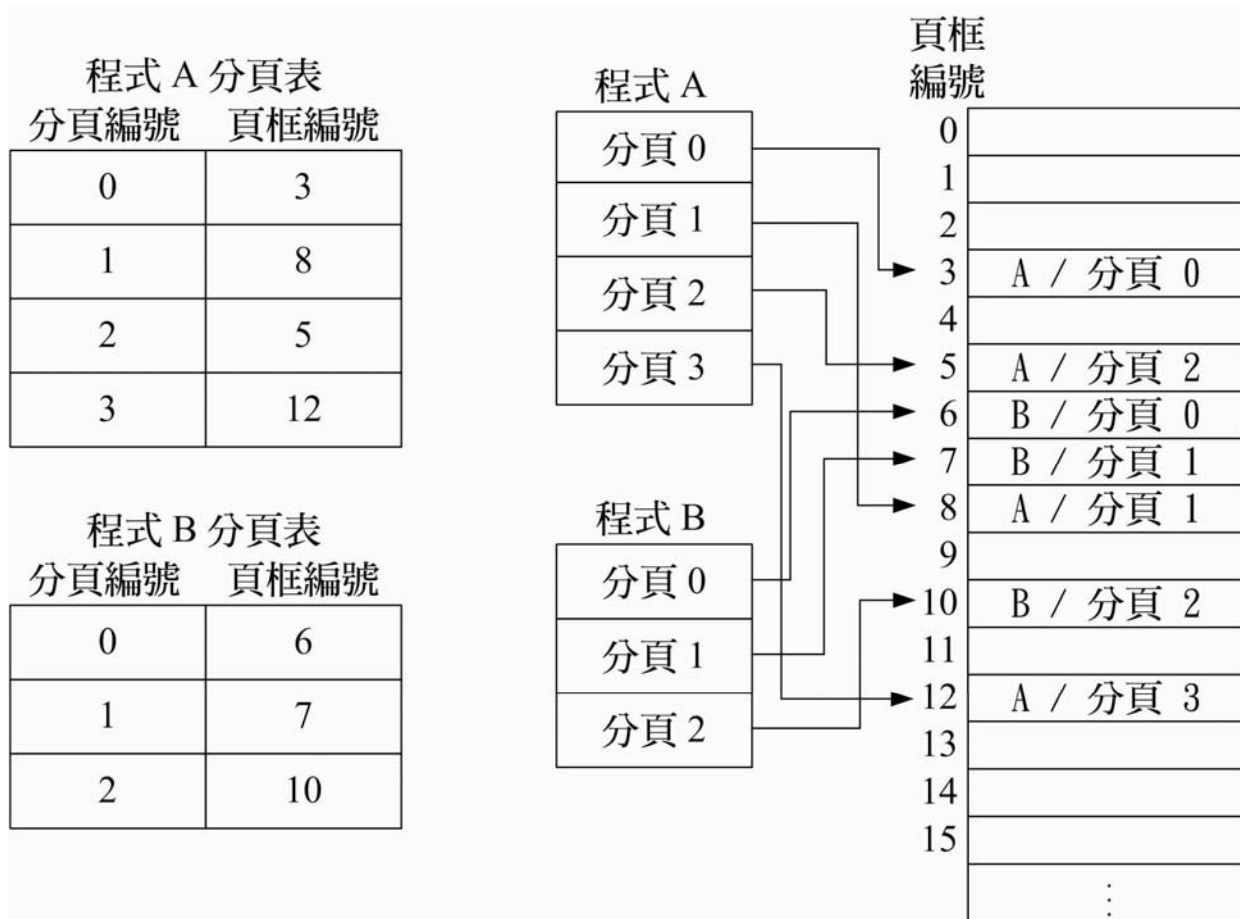 程式 A 分頁表
分頁編號 頁框編號
0 3
1 8
2 5
3 12
程式 B 分頁表
分頁編號 頁框編號
0 6
1 7
2 10
程式 A
分頁 0
分頁 1
分頁 2
分頁 3
程式 B
分頁 0
分頁 1
分頁 2
頁框
編號
0
1
2
3 A / 分頁 0
4
5 A / 分頁 2
6 B / 分頁 0
7 B / 分頁 1
8 A / 分頁 1
9
10 B / 分頁 2
11
12 A / 分頁 3
13
14
15
⋮